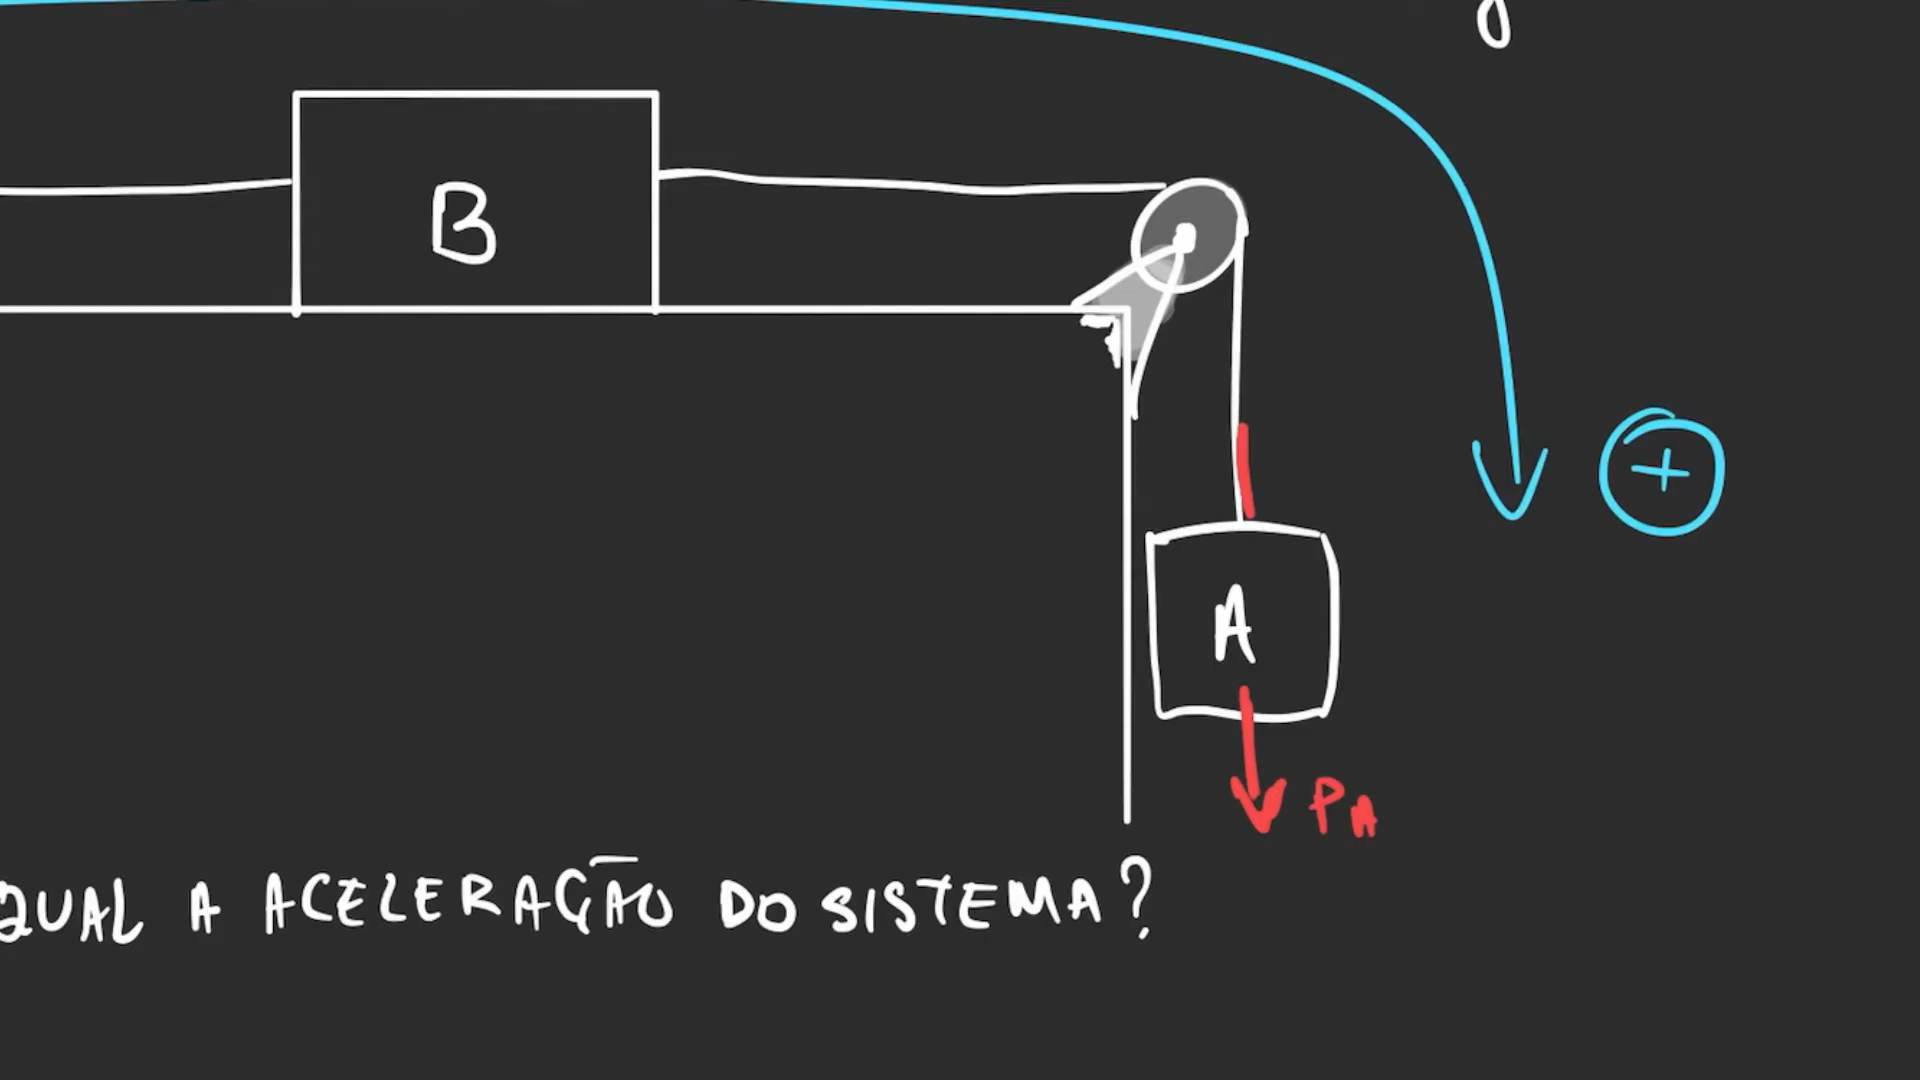 B
+
A
PA
QUAL A ACELERAÇÃO DO SISTEMA?